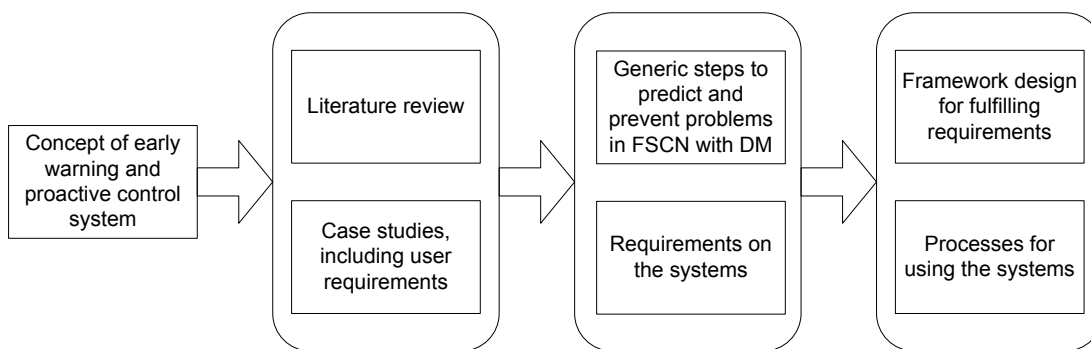 Concept of early
warning and
proactive control
system
Literature review
Case studies,
including user
requirements
Generic steps to
predict and
prevent problems
in FSCN with DM
Requirements on
the systems
Framework design
for fulfilling
requirements
Processes for
using the systems